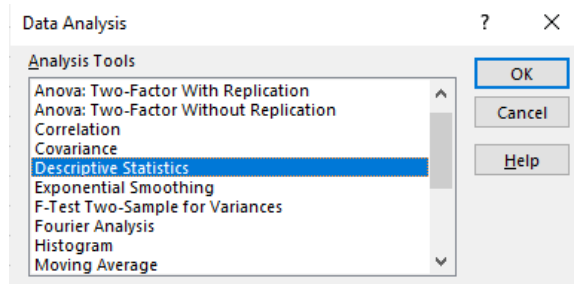 Data Analysis ? ×
Analysis Tools
Anova: Two-Factor With Replication
Anova: Two-Factor Without Replication
Correlation
Covariance
Descriptive Statistics
Exponential Smoothing
F-Test Two-Sample for Variances
Fourier Analysis
Histogram
Moving Average
OK
Cancel
Help